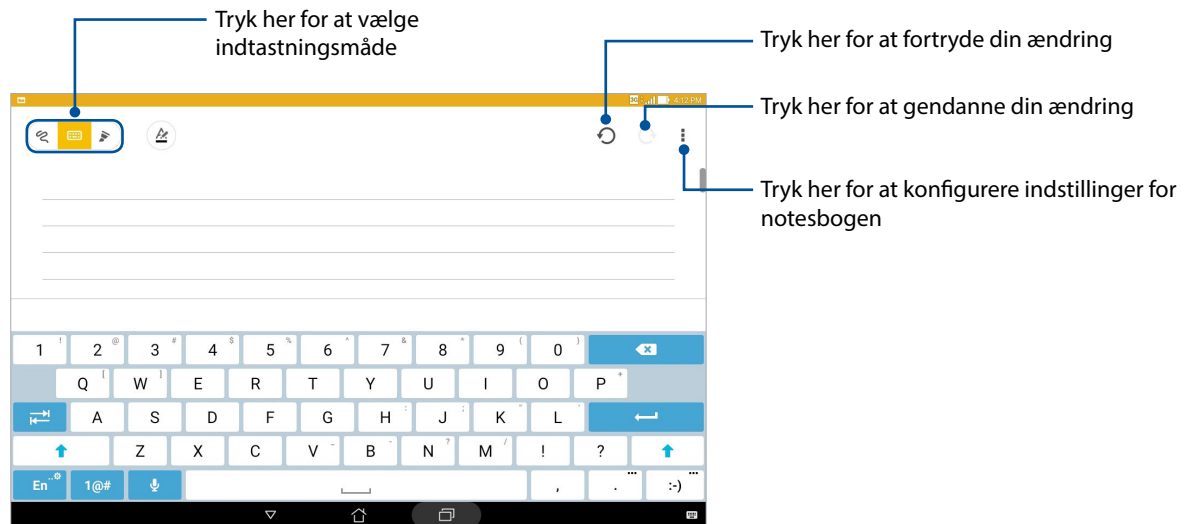 Tryk her for at vælge
indtastningsmåde
Tryk her for at fortryde din ændring
Tryk her for at gendanne din ændring
Tryk her for at konfigurere indstillinger for
notesbogen
3G 4:12 PM
1 ! 2 @ 3 # 4 $ 5 % 6 ^ 7 & 8 * 9 ( 0 )
Q [ W ] E R T Y U I O P +
A S D F G H : J ; K " L '
Z X C V - B - N ? M / ! ?
En 1@# , . :-)